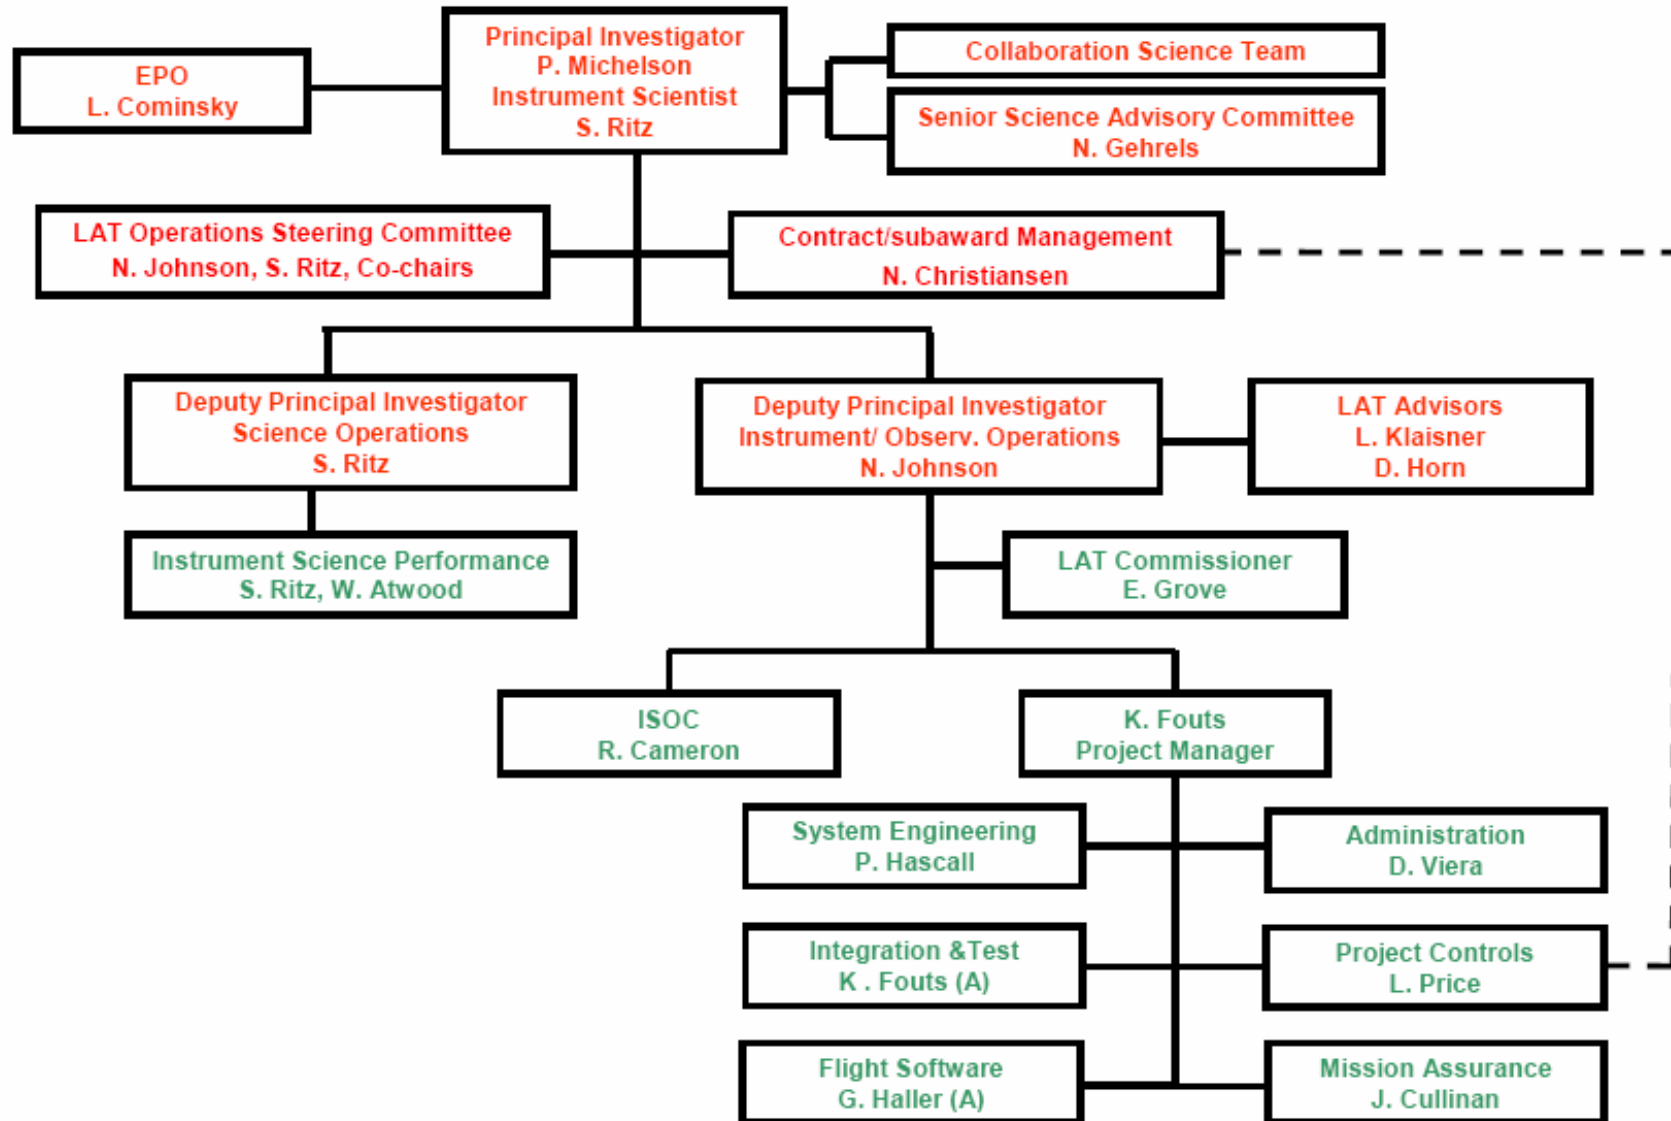 Principal Investigator
P. Michelson
Instrument Scientist
S. Ritz
EPO
L. Cominsky
Collaboration Science Team
Senior Science Advisory Committee
N. Gehrels
LAT Operations Steering Committee
N. Johnson, S. Ritz, Co-chairs
Contract/subaward Management
N. Christiansen
Deputy Principal Investigator
Science Operations
S. Ritz
Deputy Principal Investigator
Instrument/ Observ. Operations
N. Johnson
LAT Advisors
L. Klaisner
D. Horn
Instrument Science Performance
S. Ritz, W. Atwood
LAT Commissioner
E. Grove
ISOC
R. Cameron
K. Fouts
Project Manager
System Engineering
P. Hascall
Administration
D. Viera
Integration &Test
K . Fouts (A)
Project Controls
L. Price
Flight Software
G. Haller (A)
Mission Assurance
J. Cullinan